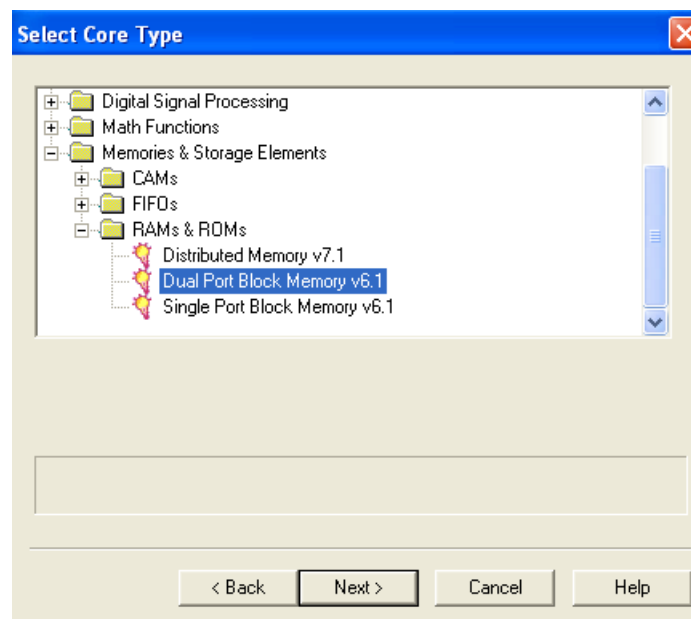 Select Core Type
Digital Signal Processing
Math Functions
Memories & Storage Elements
CAMs
FIFOs
RAMs & ROMs
Distributed Memory v7.1
Dual Port Block Memory v6.1
Single Port Block Memory v6.1
< Back Next > Cancel Help